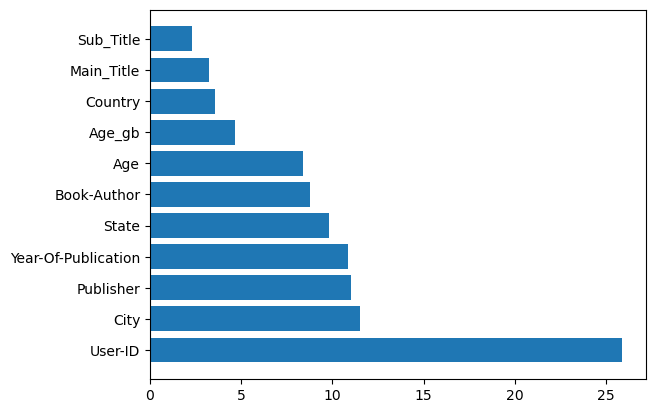 Sub_Title
Main_Title
Country
Age_gb
Age
Book-Author
State
Year-Of-Publication
Publisher
City
User-ID
0 5 10 15 20 25